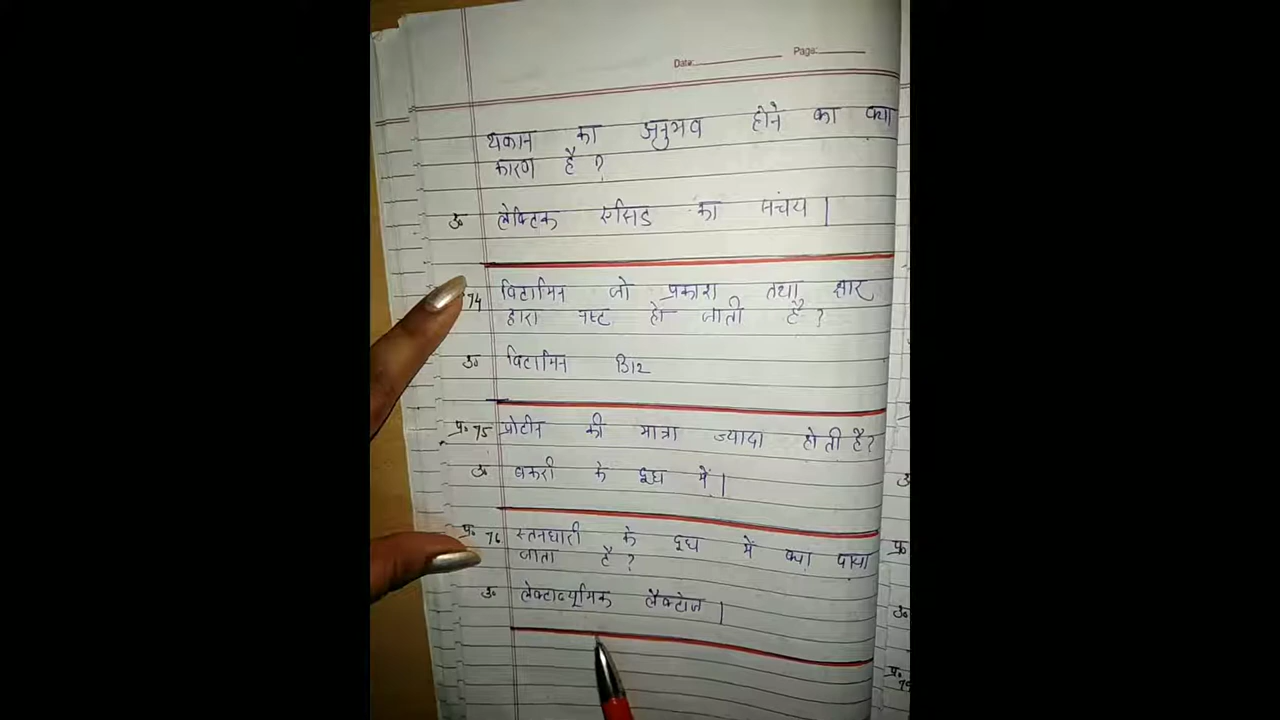 Date: Page:
थकान का अनुभव होने का क्या
कारण है ?
उ॰ लेक्टिक एसिड का संचय |
74 विटामिन जो प्रकाश तथा क्षार
द्वारा नष्ट हो जाती है ?
उ॰ विटामिन B12
प्र॰ 75 प्रोटीन की मात्रा ज्यादा होती है?
उ॰ बकरी के दूध में |
प्र॰ 76 स्तनधारी के दूध में क्या पाया
जाता है ?
उ॰ लैक्टोज |